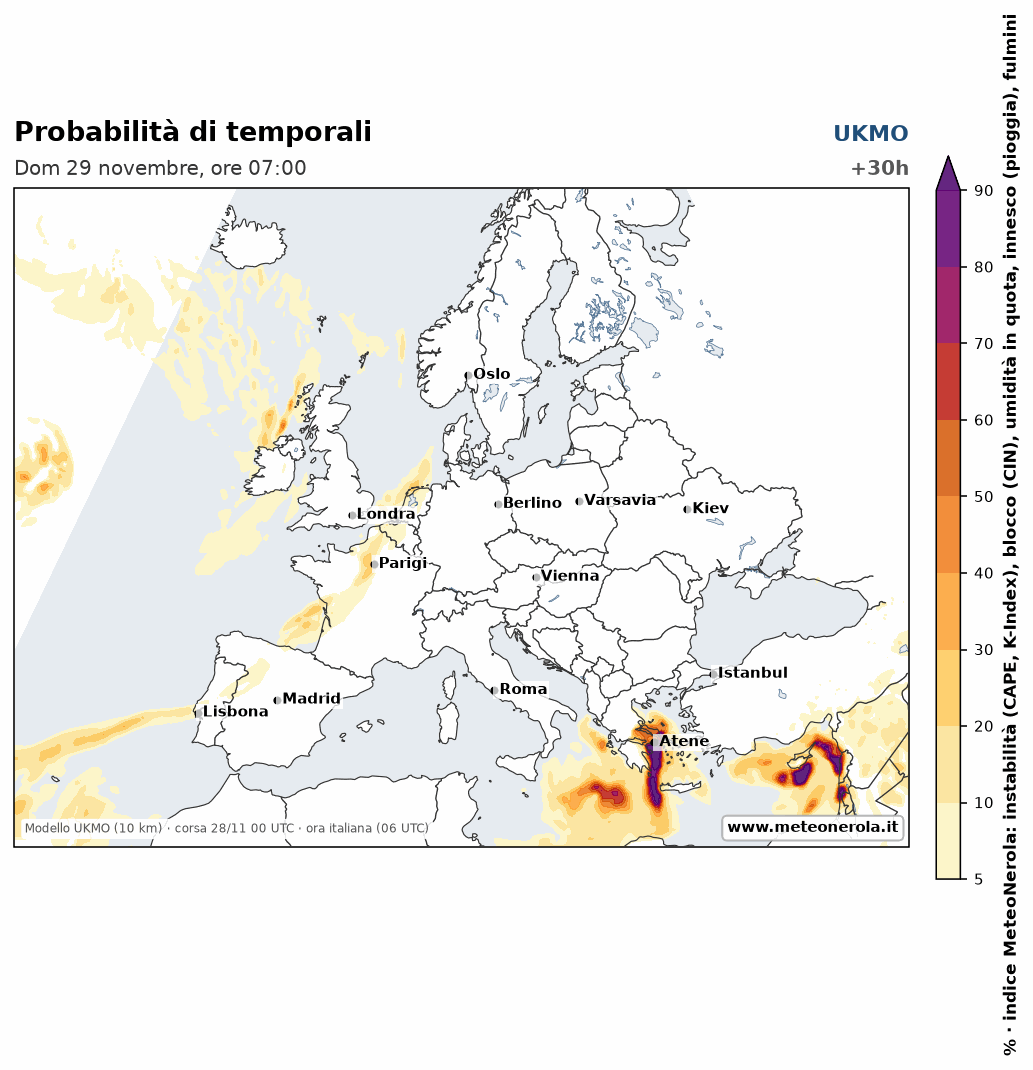 Probabilità di temporali
UKMO
Dom 29 novembre, ore 07:00
+30h
Oslo
Londra
Berlino
Varsavia
Kiev
Parigi
Vienna
Istanbul
Roma
Madrid
Lisbona
Atene
Modello UKMO (10 km) · corsa 28/11 00 UTC · ora italiana (06 UTC)
www.meteonerola.it
90
80
70
60
50
40
30
20
10
5
% · indice MeteoNerola: instabilità (CAPE, K-Index), blocco (CIN), umidità in quota, innesco (pioggia), fulmini